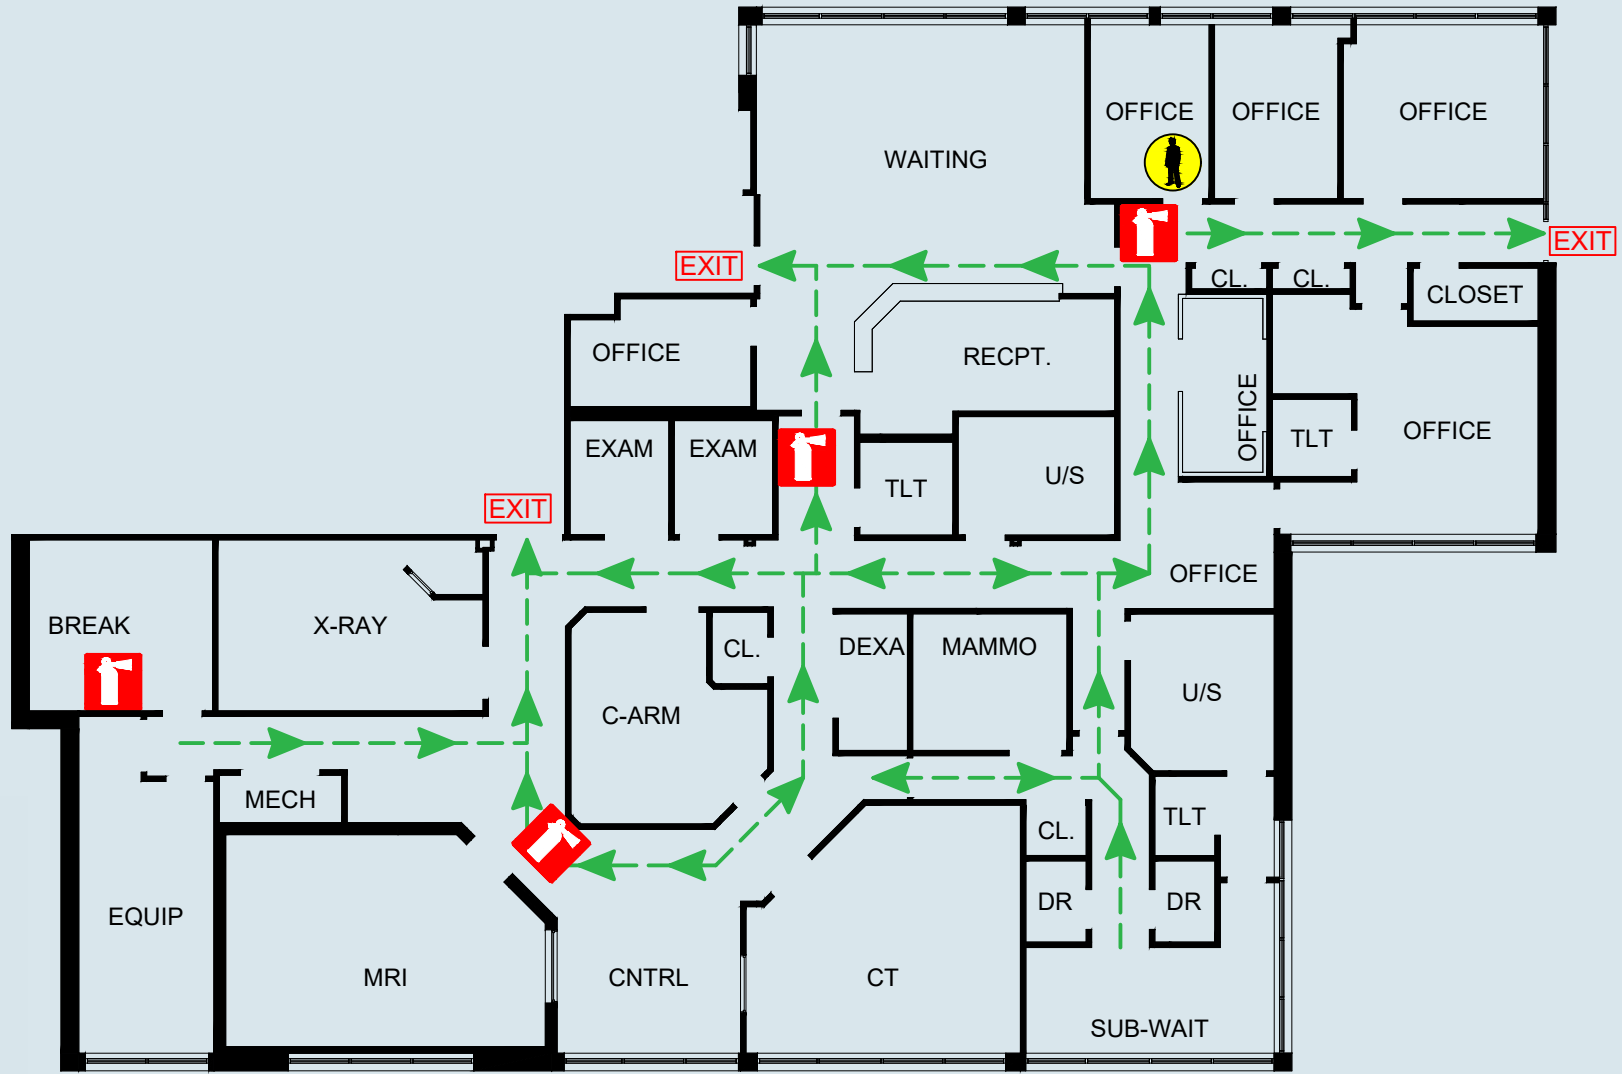 OFFICE
OFFICE
OFFICE
WAITING
EXIT
EXIT
CL.
CL.
CLOSET
OFFICE
RECPT.
OFFICE
TLT
OFFICE
EXAM
EXAM
TLT
U/S
EXIT
OFFICE
BREAK
X-RAY
CL.
DEXA
MAMMO
U/S
C-ARM
MECH
CL.
TLT
EQUIP
DR
DR
MRI
CNTRL
CT
SUB-WAIT